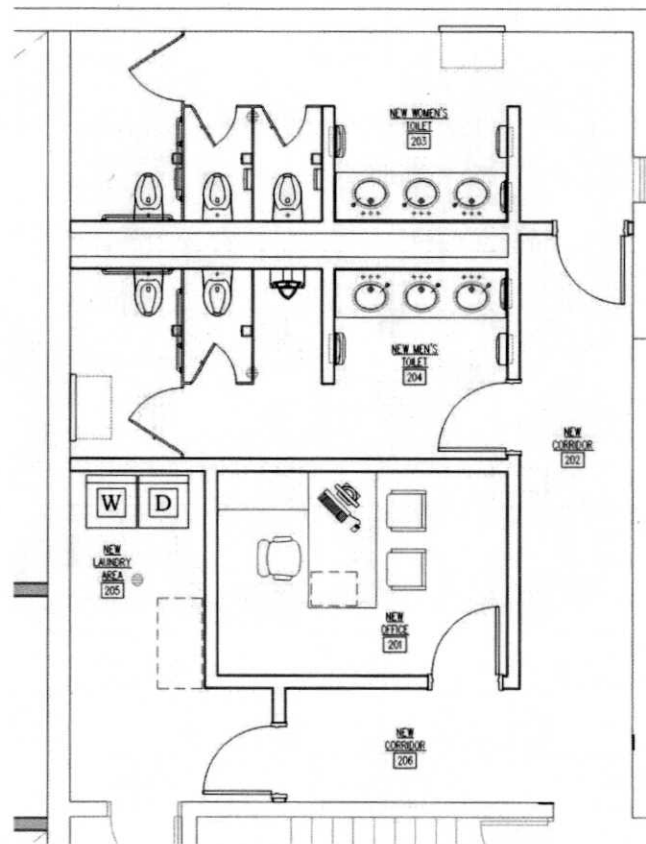 NEW WOMEN'S
TOILET
203
NEW MEN'S
TOILET
204
NEW
CORRIDOR
202
W D
NEW
LAUNDRY
AREA
205
NEW
OFFICE
201
NEW
CORRIDOR
206